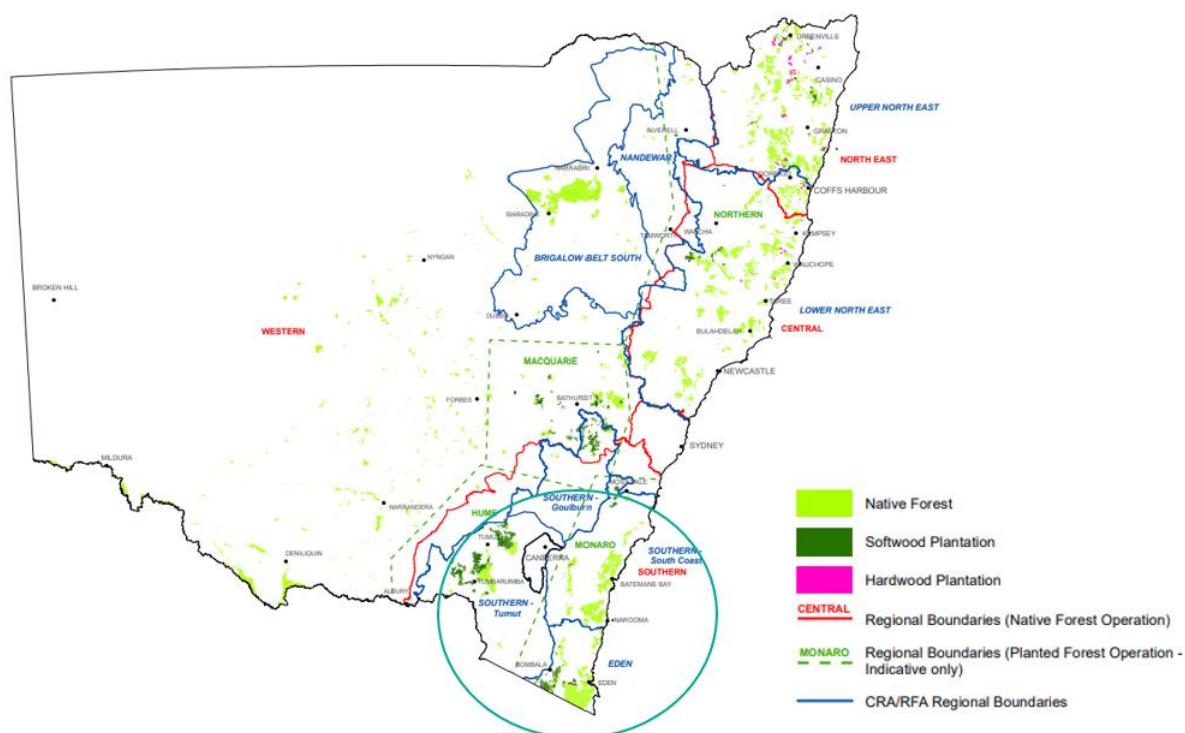 URBENVILLE
CASINO
UPPER NORTH EAST
GRAFTON
INVERELL
NANDEWAR
NORTH EAST
NARRABRI
DORRIGO
COFFS HARBOUR
BARADINE
NORTHERN
TAMWORTH
WALCHA
KEMPSEY
NYNGAN
BRIGALOW BELT SOUTH
WAUCHOPE
BROKEN HILL
TAREE
LOWER NORTH EAST
DUBBO
WESTERN
BULAHDELAH
CENTRAL
MACQUARIE
NEWCASTLE
FORBES
BATHURST
SYDNEY
MILDURA
MOSS VALE
NARRANDERA
SOUTHERN -
Goulburn
HUME
TUMUT
MONARO
CANBERRA
SOUTHERN -
South Coast
DENILIQUIN
SOUTHERN
TUMBARUMBA
BATEMANS BAY
ALBURY
SOUTHERN -
Tumut
NAROOMA
BOMBALA
EDEN
EDEN
Native Forest
Softwood Plantation
Hardwood Plantation
CENTRAL
Regional Boundaries (Native Forest Operation)
MONARO
Regional Boundaries (Planted Forest Operation -
Indicative only)
CRA/RFA Regional Boundaries